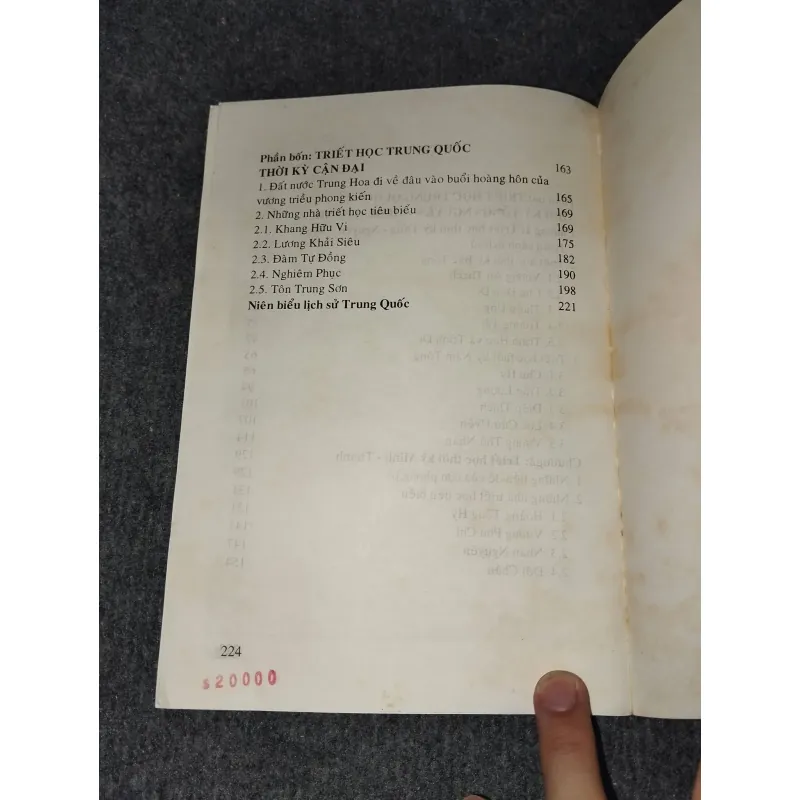 Phần bốn: TRIẾT HỌC TRUNG QUỐC
THỜI KỲ CẬN ĐẠI 163
1. Đất nước Trung Hoa đi về đâu vào buổi hoàng hôn của
vương triều phong kiến 165
2. Những nhà triết học tiêu biểu 169
2.1. Khang Hữu Vi 169
2.2. Lương Khải Siêu 175
2.3. Đàm Tự Đồng 182
2.4. Nghiêm Phục 190
2.5. Tôn Trung Sơn 198
Niên biểu lịch sử Trung Quốc 221
224
s20000